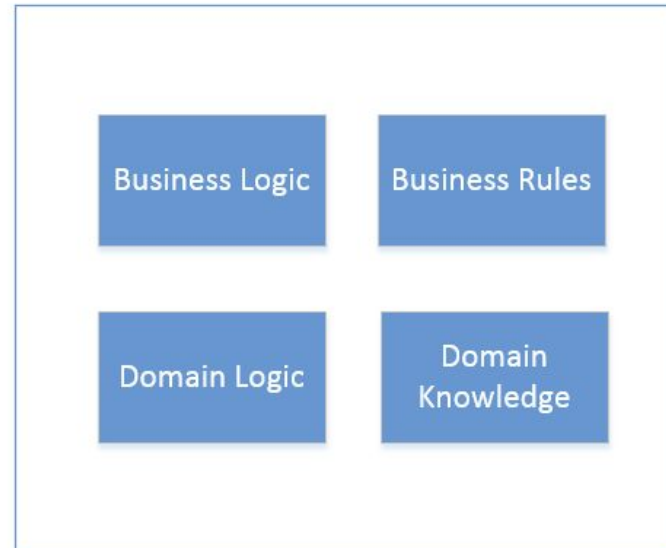 Business Logic
Business Rules
Domain Logic
Domain
Knowledge